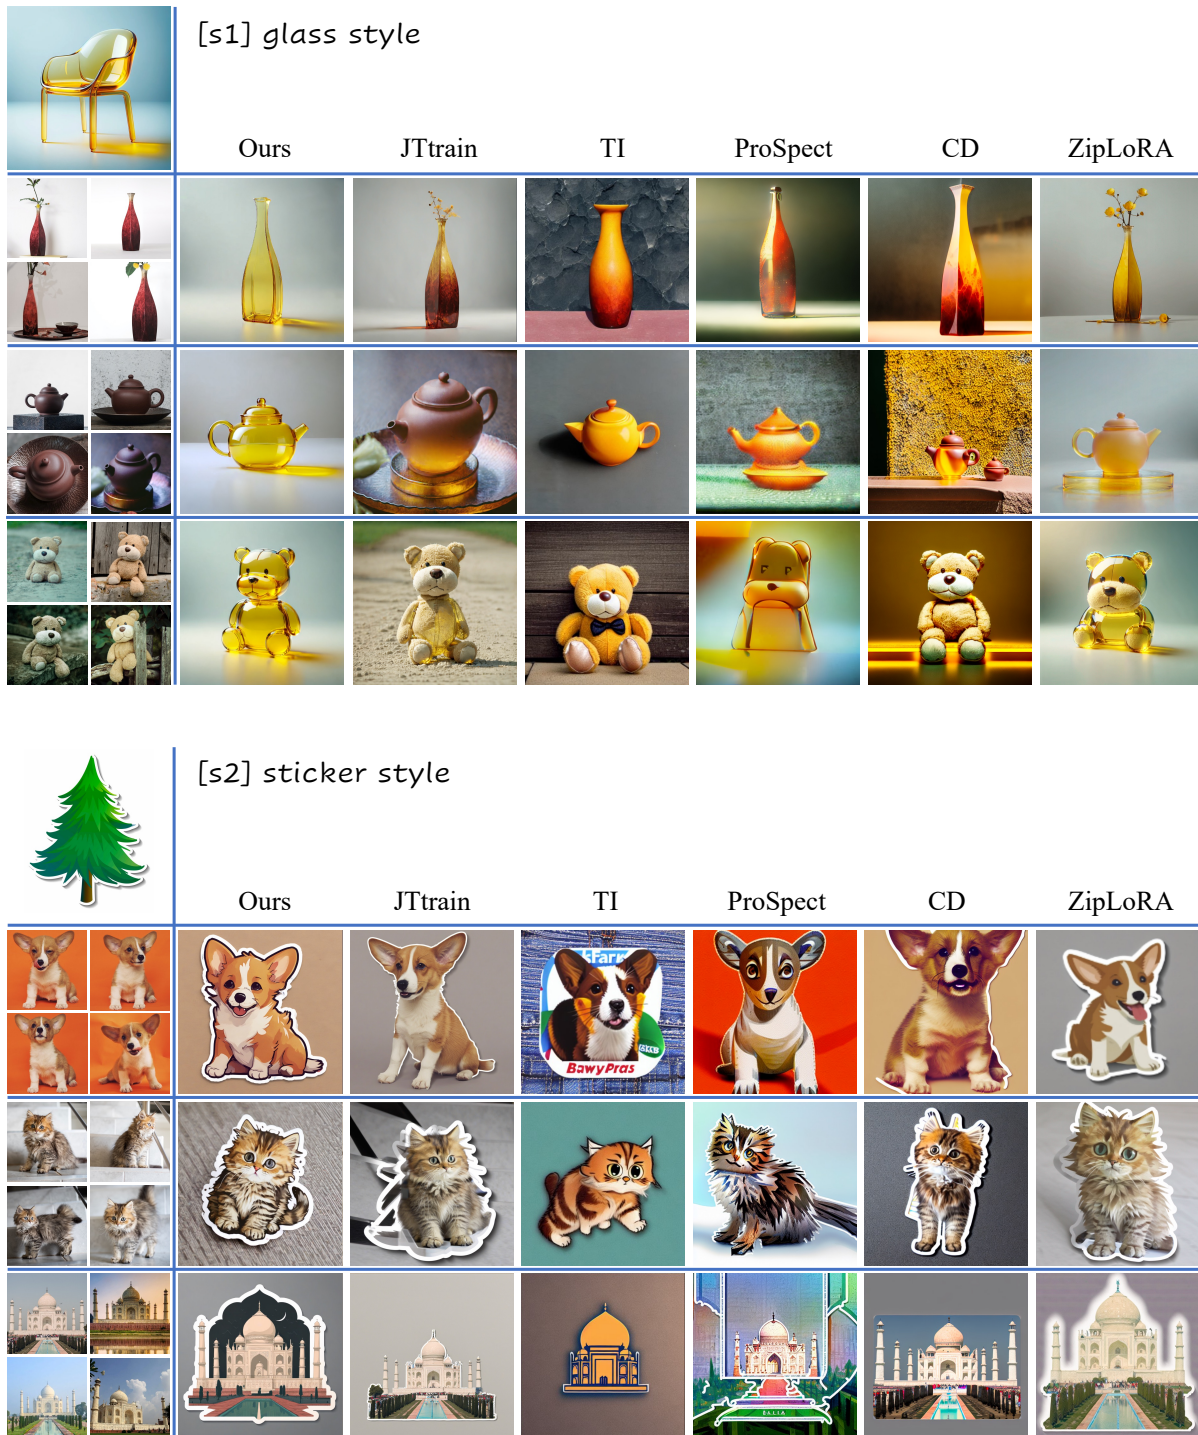 [s1] glass style
Ours JTtrain TI ProSpect CD ZipLoRA
[s2] sticker style
Ours JTtrain TI ProSpect CD ZipLoRA
Farr
BawyPras